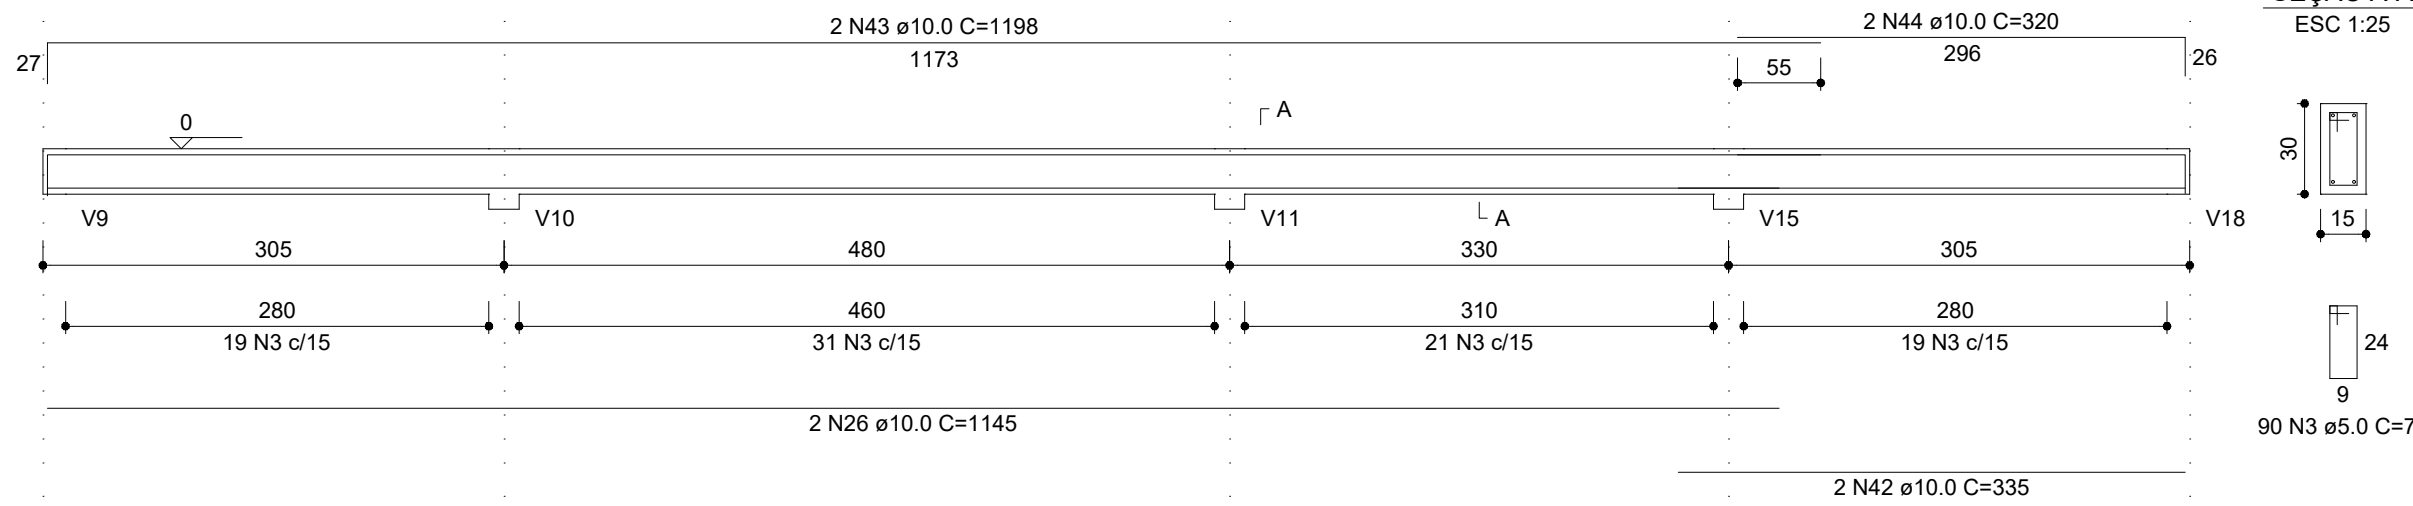 2 N43 ø10.0 C=1198
2 N44 ø10.0 C=320
ESC 1:25
27
1173
296
26
55
A
0
30
V9
V10
V11
A
V15
V18
15
305
480
330
305
280
460
310
280
19 N3 c/15
31 N3 c/15
21 N3 c/15
19 N3 c/15
24
9
2 N26 ø10.0 C=1145
90 N3 ø5.0 C=7
2 N42 ø10.0 C=335